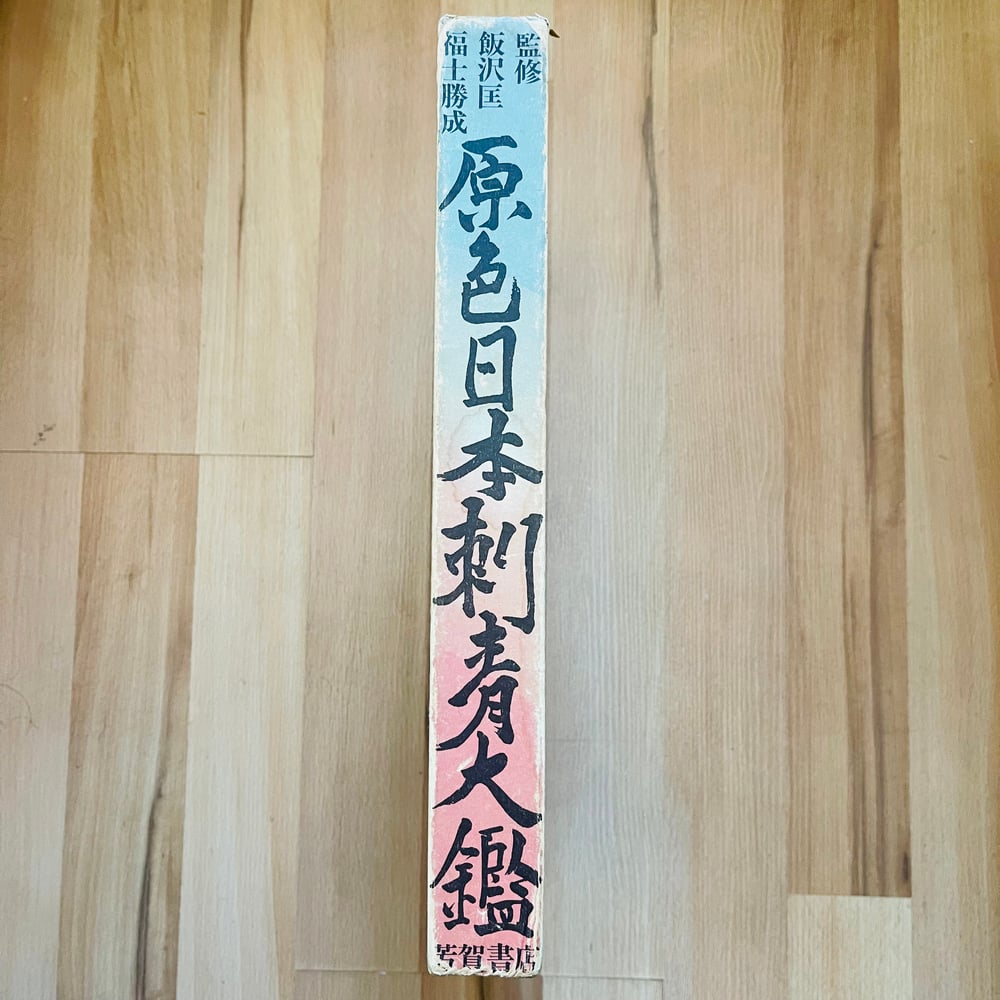 監修
飯沢匡
福士勝成
原色日本刺青大鑑
芳賀書店